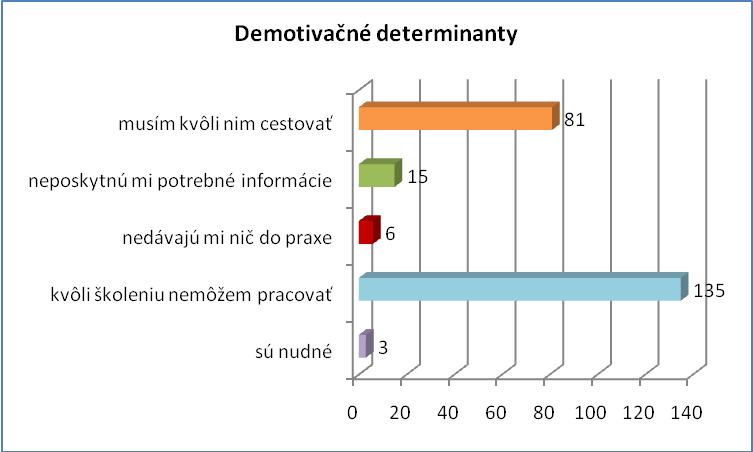 Demotivačné determinanty
musím kvôli nim cestovať
81
neposkytnú mi potrebné informácie
15
nedávajú mi nič do praxe
6
kvôli školeniu nemôžem pracovať
135
sú nudné
3
0 20 40 60 80 100 120 140